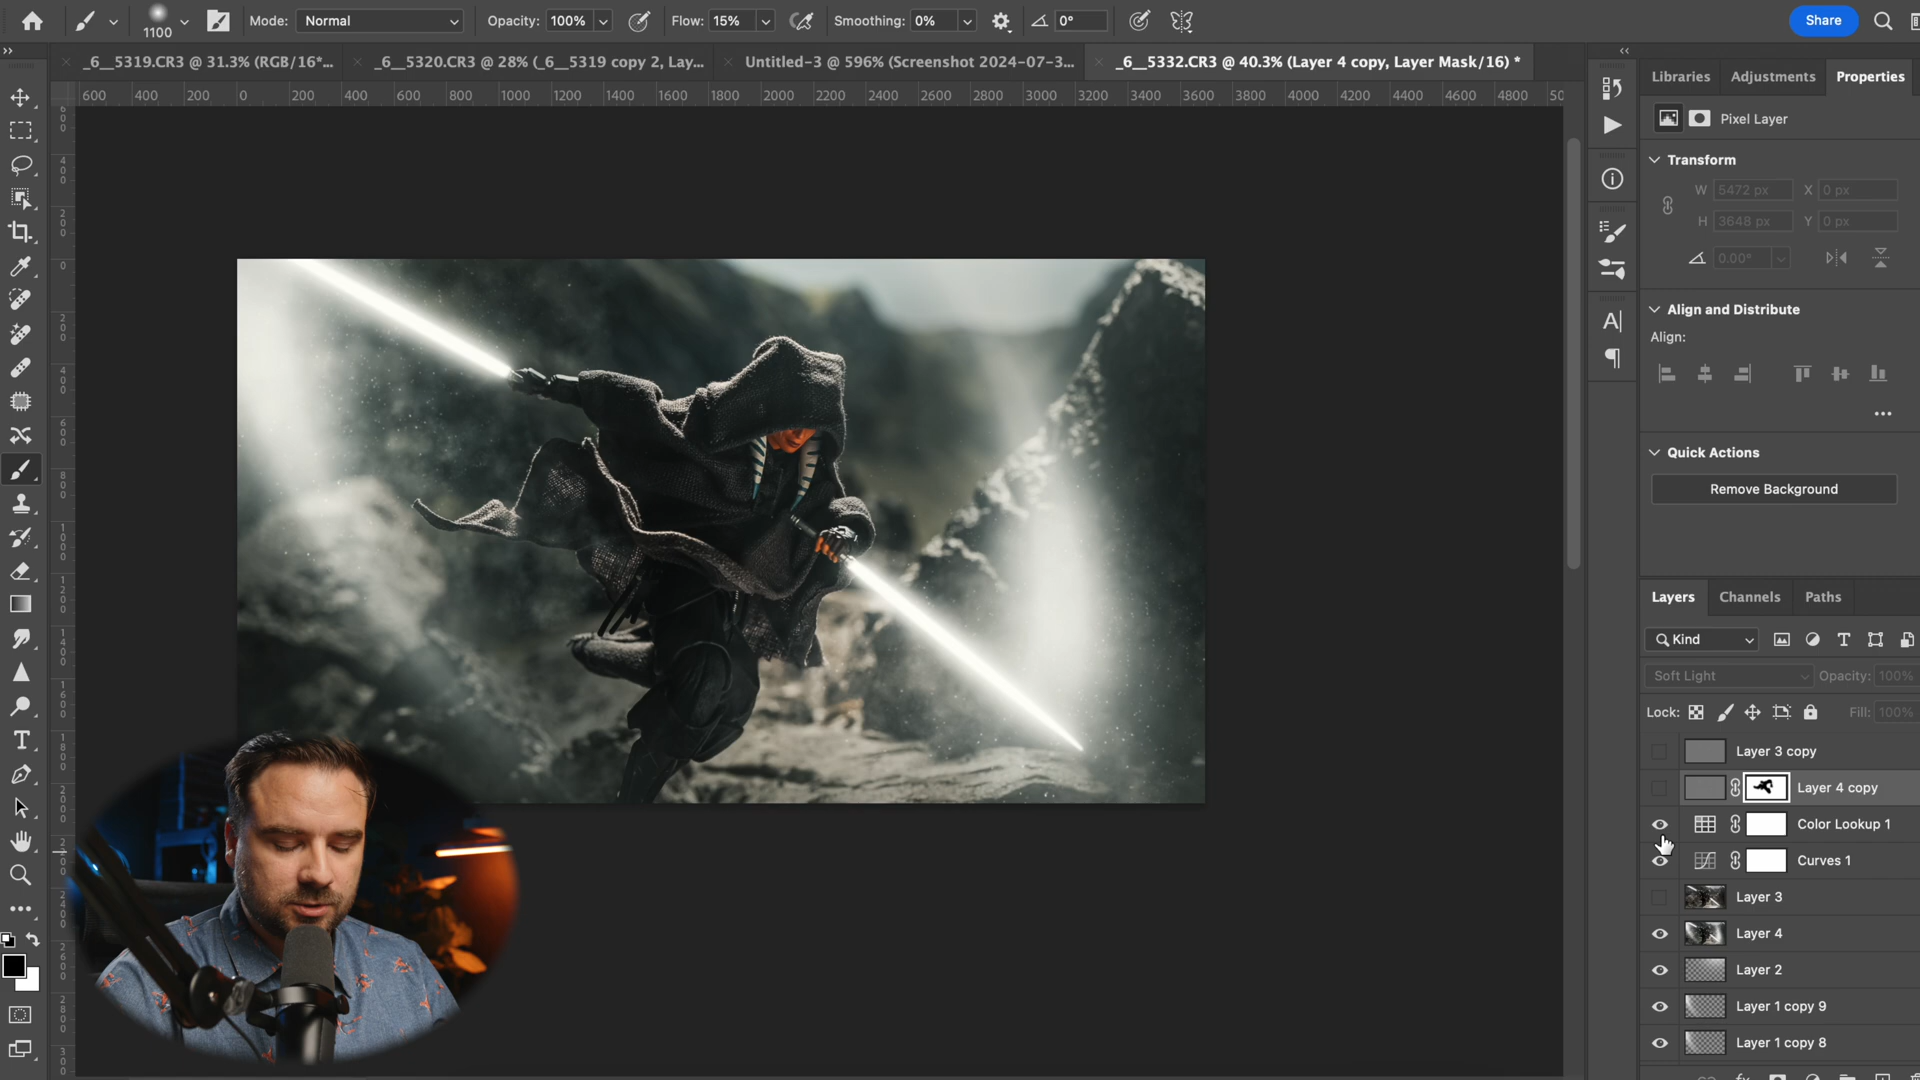 1100
Mode: Normal
Opacity: 100%
Flow: 15%
Smoothing: 0%
0°
Share
_6__5319.CR3 @ 31.3% (RGB/16*...
_6__5320.CR3 @ 28% (_6__5319 copy 2, Lay...
Untitled-3 @ 596% (Screenshot 2024-07-3...
_6__5332.CR3 @ 40.3% (Layer 4 copy, Layer Mask/16) *
600 400 200 0 200 400 600 800 1000 1200 1400 1600 1800 2000 2200 2400 2600 2800 3000 3200 3400 3600 3800 4000 4200 4400 4600 4800 50
Libraries Adjustments Properties
Pixel Layer
Transform
W 5472 px X 0 px
H 3648 px Y 0 px
0.00°
Align and Distribute
Align:
Quick Actions
Remove Background
Layers Channels Paths
Kind
Soft Light Opacity: 100%
Lock: Fill: 100%
Layer 3 copy
Layer 4 copy
Color Lookup 1
Curves 1
Layer 3
Layer 4
Layer 2
Layer 1 copy 9
Layer 1 copy 8